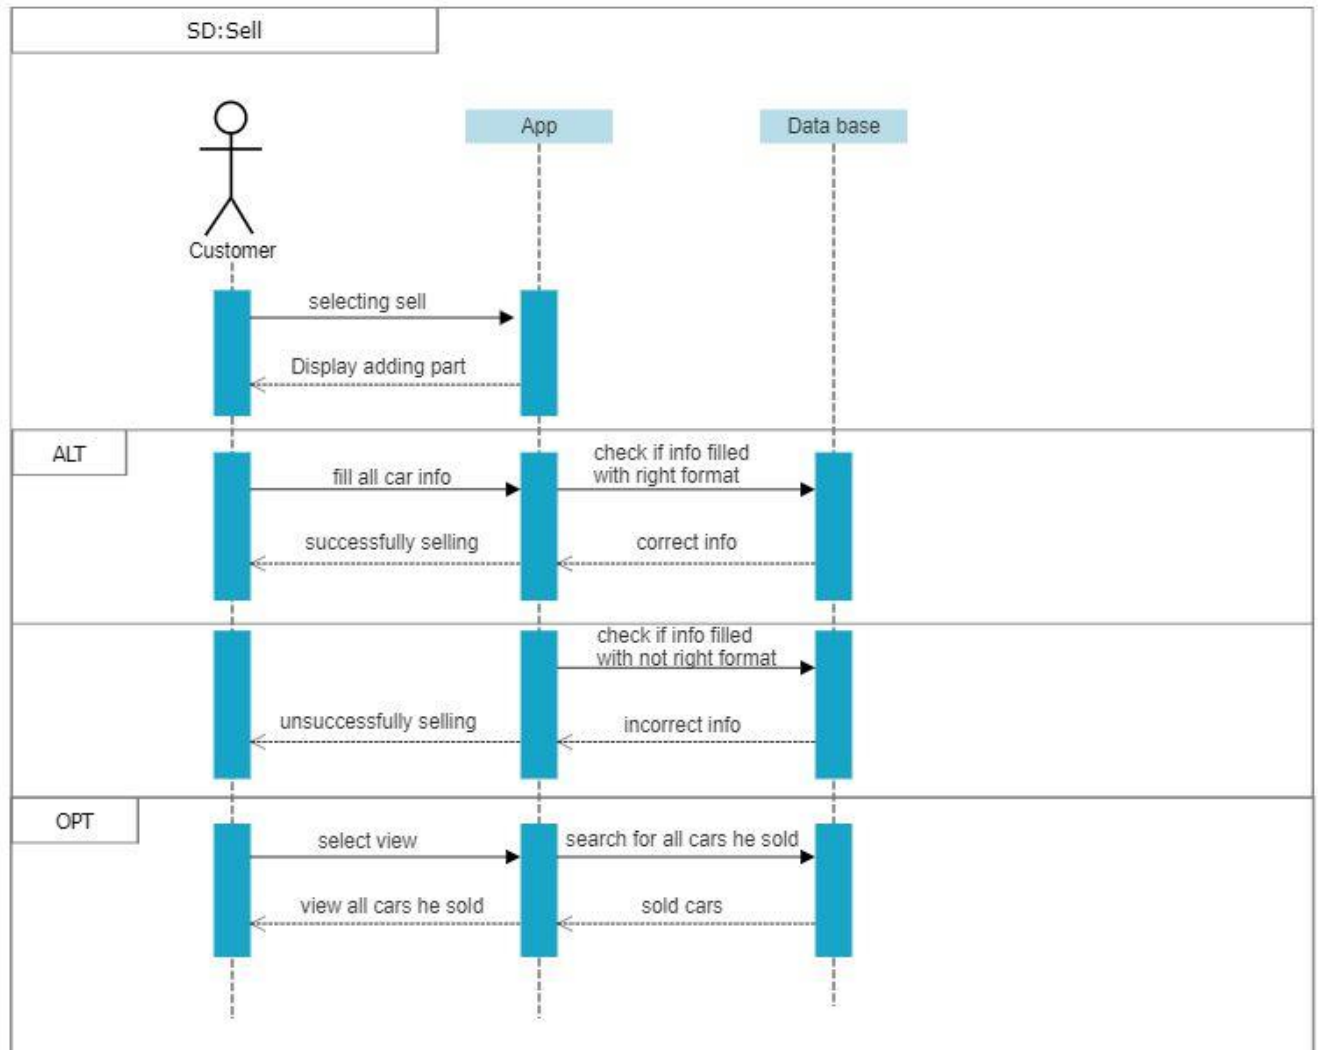 SD:Sell
App
Data base
Customer
selecting sell
Display adding part
ALT
check if info filled
with right format
fill all car info
successfully selling
correct info
check if info filled
with not right format
unsuccessfully selling
incorrect info
OPT
select view
search for all cars he sold
view all cars he sold
sold cars